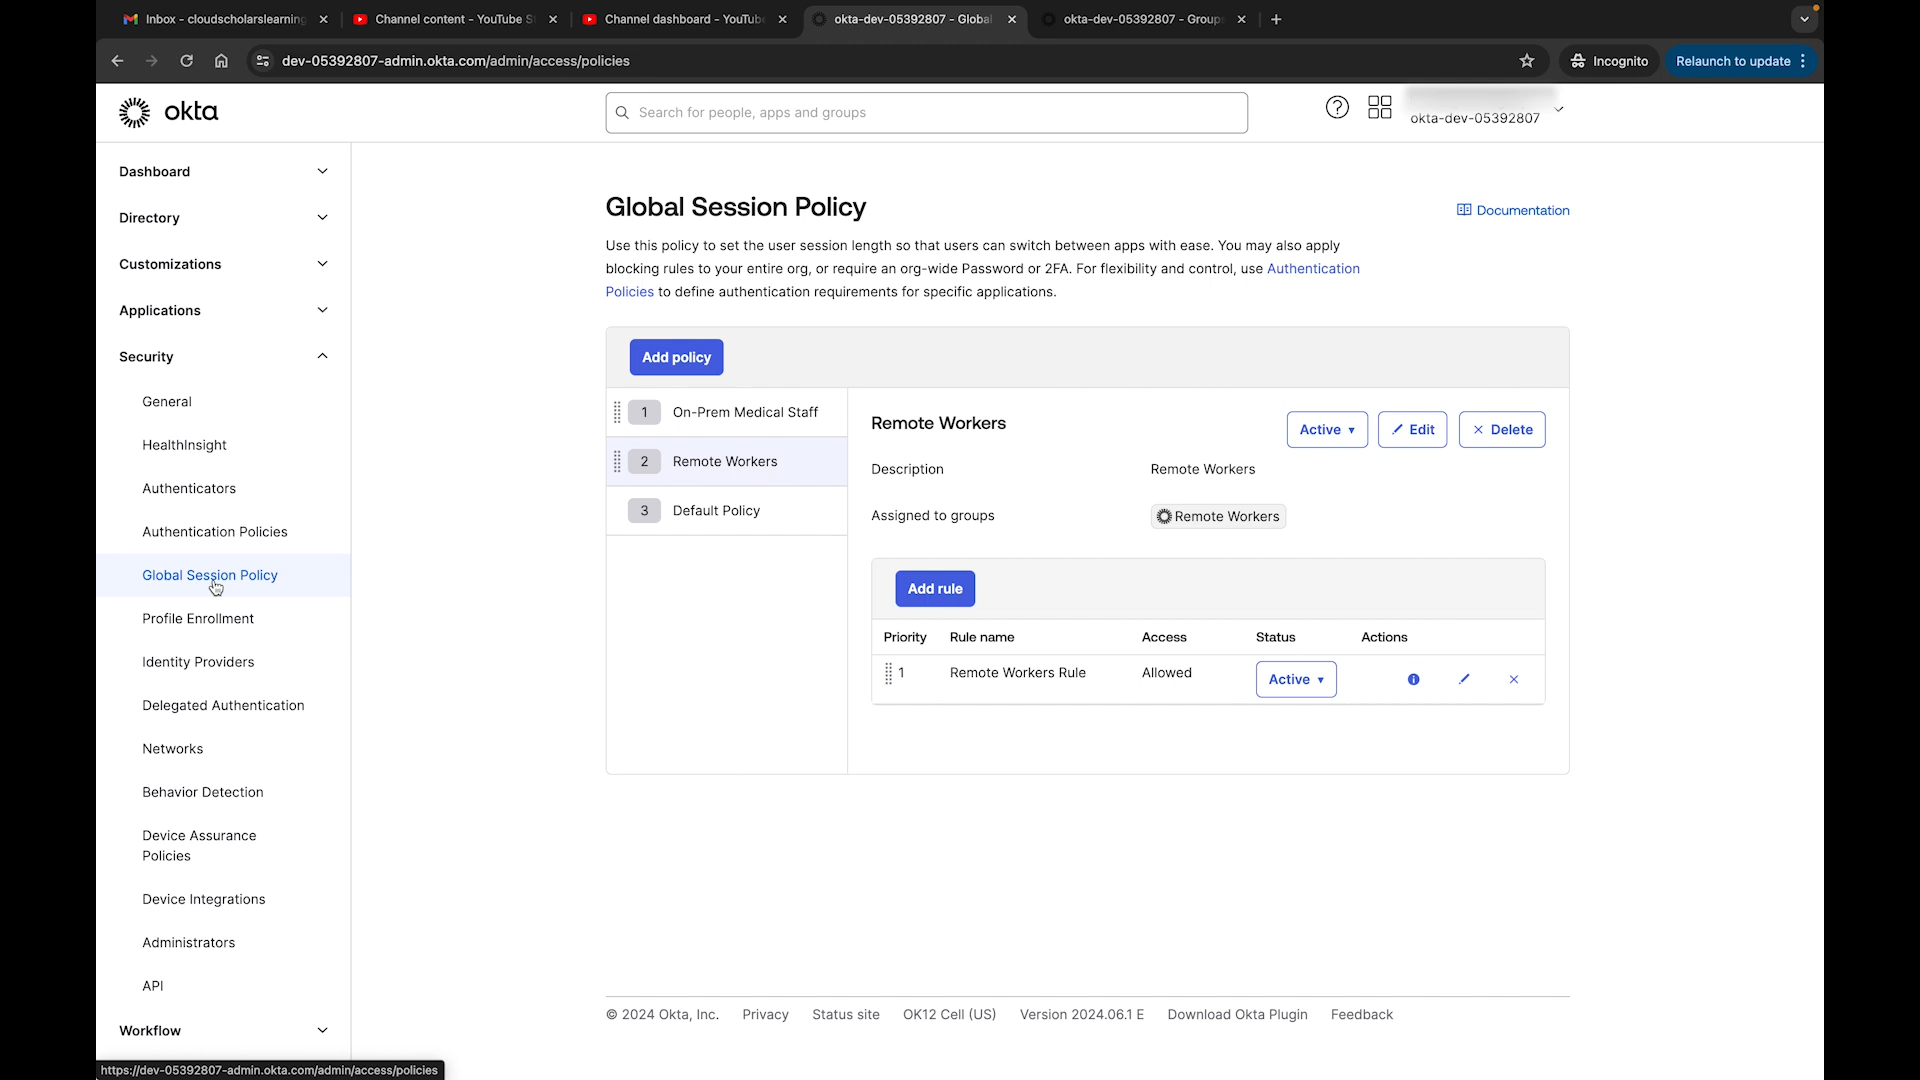 Inbox - cloudscholarslearning
Channel content - YouTube S
Channel dashboard - YouTube
okta-dev-05392807 - Global
okta-dev-05392807 - Groups
dev-05392807-admin.okta.com/admin/access/policies
Incognito
Relaunch to update
okta
Search for people, apps and groups
okta-dev-05392807
Dashboard
Directory
Customizations
Applications
Security
General
HealthInsight
Authenticators
Authentication Policies
Global Session Policy
Profile Enrollment
Identity Providers
Delegated Authentication
Networks
Behavior Detection
Device Assurance
Policies
Device Integrations
Administrators
API
Workflow
https://dev-05392807-admin.okta.com/admin/access/policies
Global Session Policy
Documentation
Use this policy to set the user session length so that users can switch between apps with ease. You may also apply
blocking rules to your entire org, or require an org-wide Password or 2FA. For flexibility and control, use Authentication
Policies to define authentication requirements for specific applications.
Add policy
1 On-Prem Medical Staff
2 Remote Workers
3 Default Policy
Remote Workers
Active Edit Delete
Description Remote Workers
Assigned to groups Remote Workers
Add rule
Priority Rule name Access Status Actions
1 Remote Workers Rule Allowed Active
© 2024 Okta, Inc. Privacy Status site OK12 Cell (US) Version 2024.06.1 E Download Okta Plugin Feedback